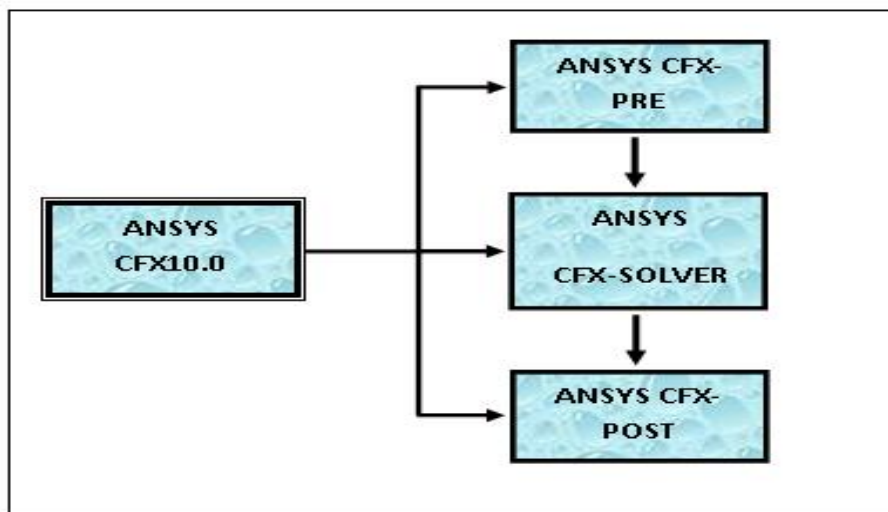 ANSYS
CFX10.0
ANSYS CFX-
PRE
ANSYS
CFX-SOLVER
ANSYS CFX-
POST